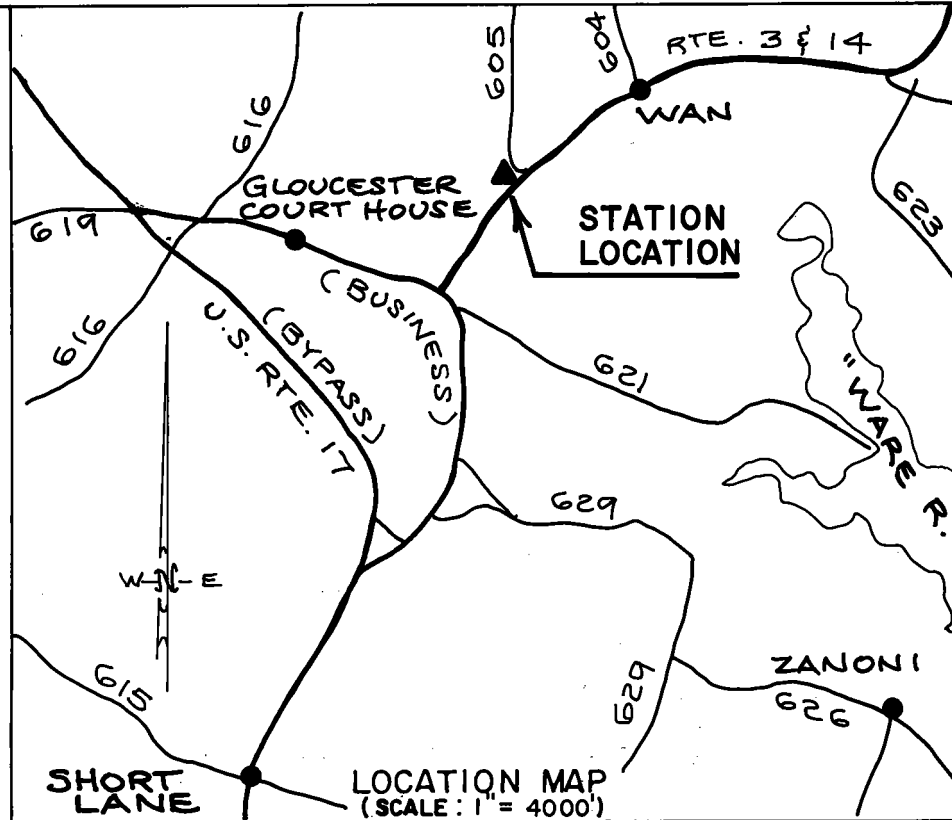 605
604
RTE. 3 & 14
WAN
616
GLOUCESTER
COURT HOUSE
619
STATION
LOCATION
623
(BUSINESS)
616
U.S. RTE. 17
(BYPASS)
621
"WARE R.
629
W N E
615
629
ZANONI
626
SHORT
LANE
LOCATION MAP
(SCALE: 1" = 4000')